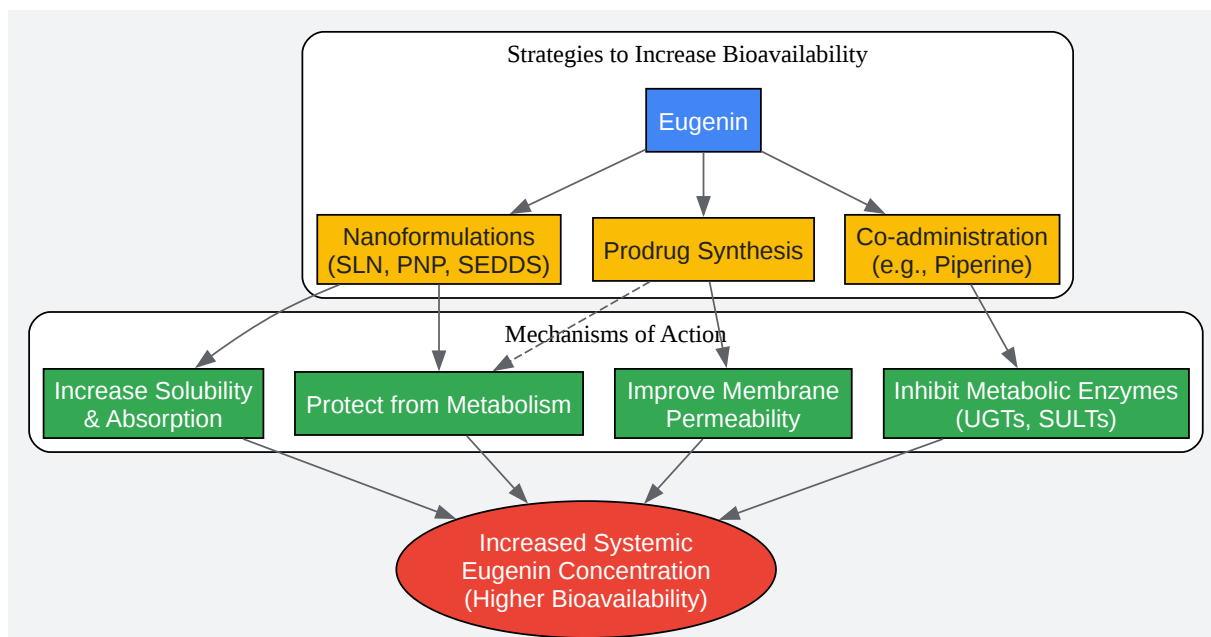 Strategies to Increase Bioavailability
Eugenin
Nanoformulations
(SLN, PNP, SEDDS)
Prodrug Synthesis
Co-administration
(e.g., Piperine)
Mechanisms of Action
Increase Solubility
& Absorption
Protect from Metabolism
Improve Membrane
Permeability
Inhibit Metabolic Enzymes
(UGTs, SULTs)
Increased Systemic
Eugenin Concentration
(Higher Bioavailability)